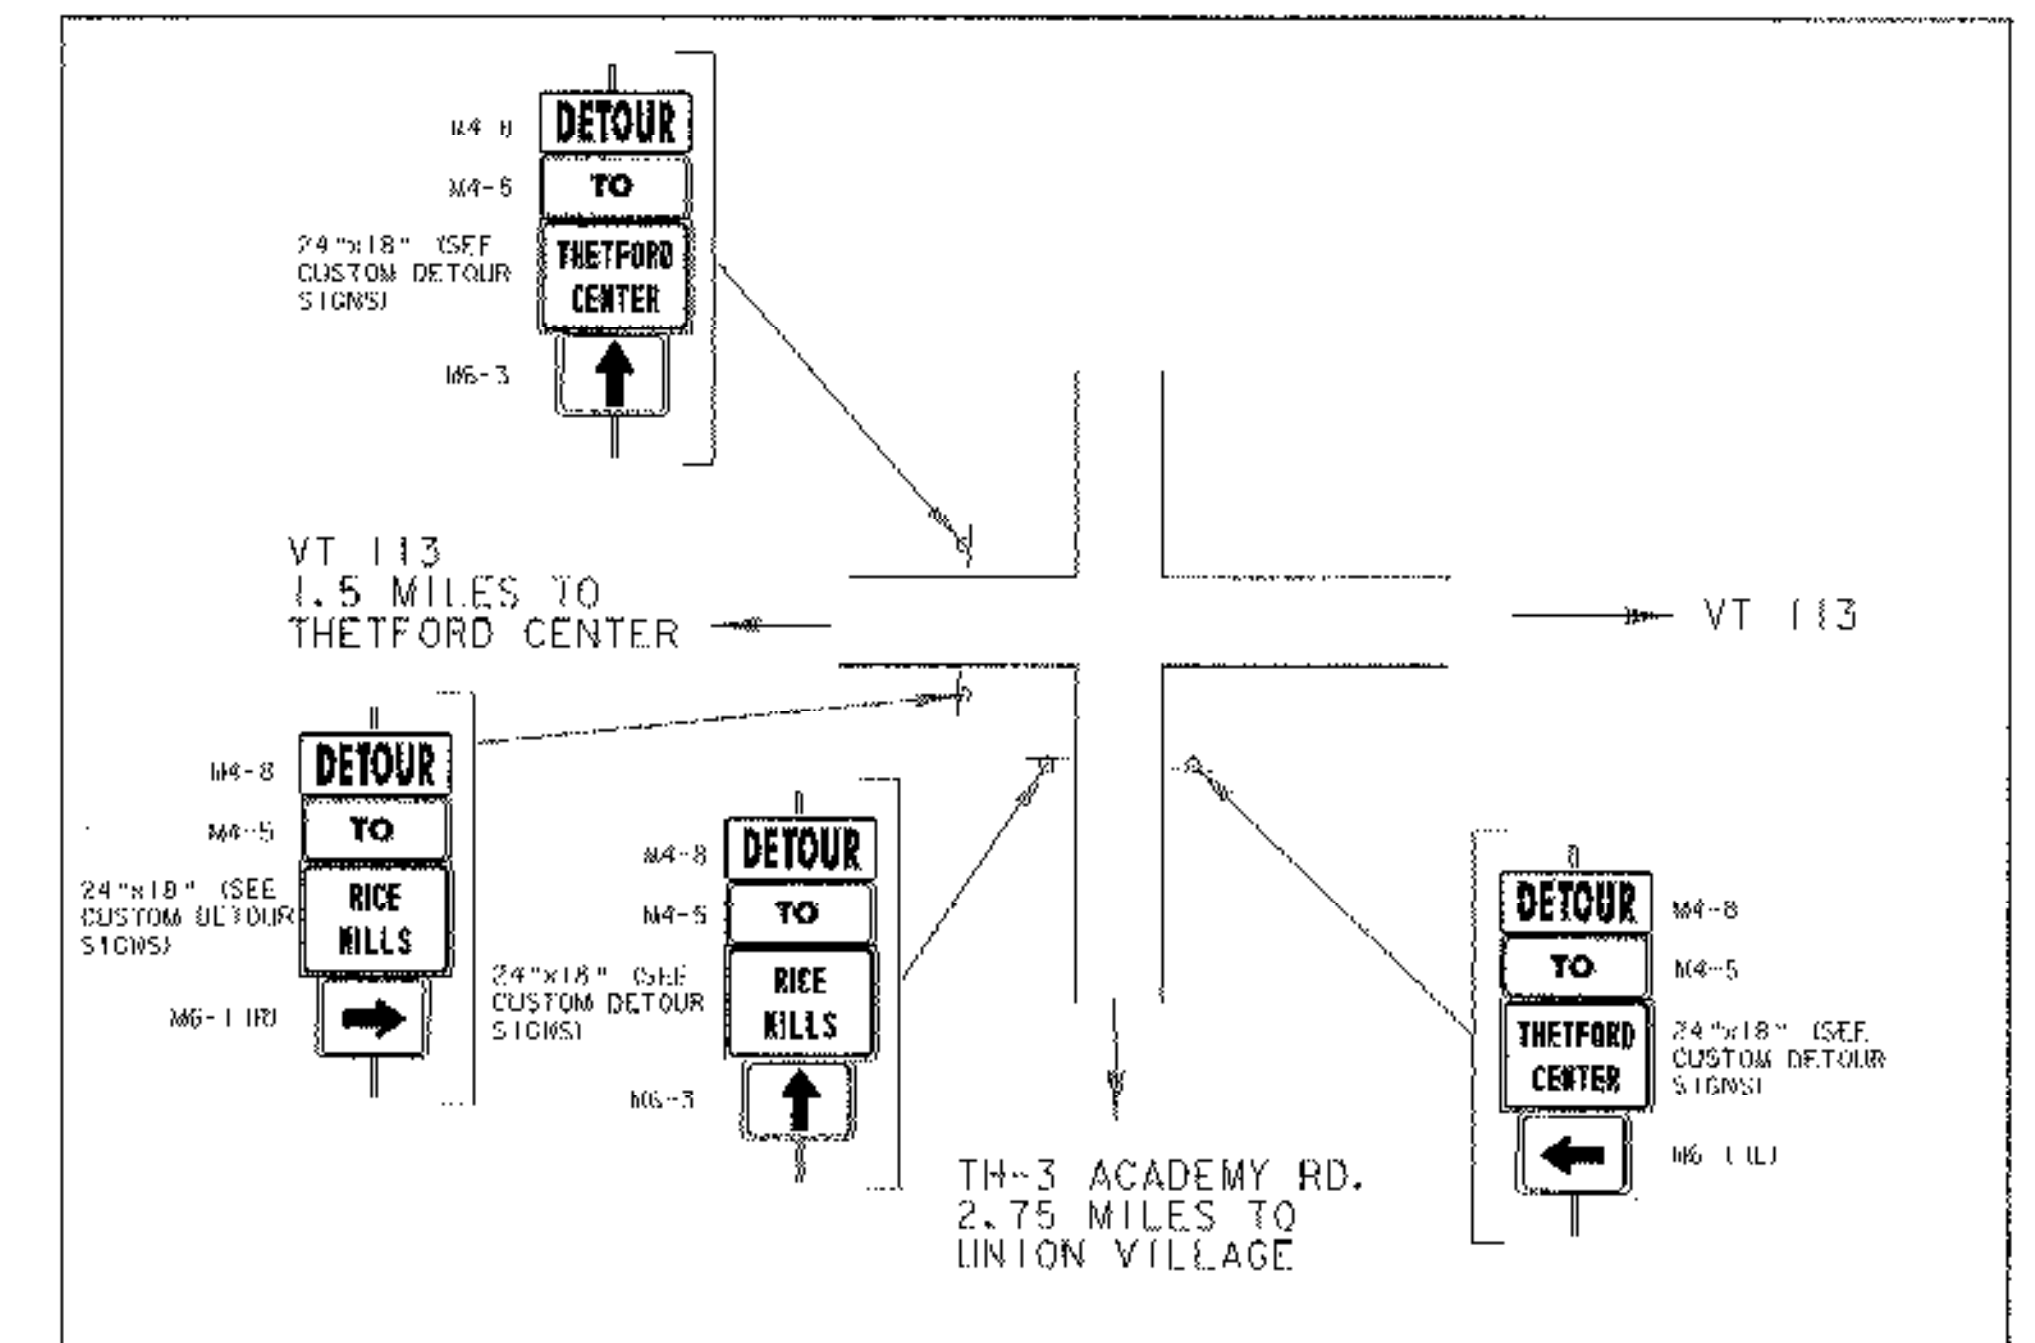 DETOUR
M4-8
TO
M4-5
THETFORD
CENTER
24"x18" (SEE
CUSTOM DETOUR
SIGNS)
M6-3
VT 113
1.5 MILES TO
THETFORD CENTER
VT 113
DETOUR
M4-8
TO
M4-5
RICE
MILLS
24"x18" (SEE
CUSTOM DETOUR
SIGNS)
M6-1 (R)
DETOUR
M4-8
TO
M4-5
RICE
MILLS
24"x18" (SEE
CUSTOM DETOUR
SIGNS)
M6-3
DETOUR
M4-8
TO
M4-5
THETFORD
CENTER
24"x18" (SEE
CUSTOM DETOUR
SIGNS)
M6-1 (L)
TH-3 ACADEMY RD.
2.75 MILES TO
UNION VILLAGE